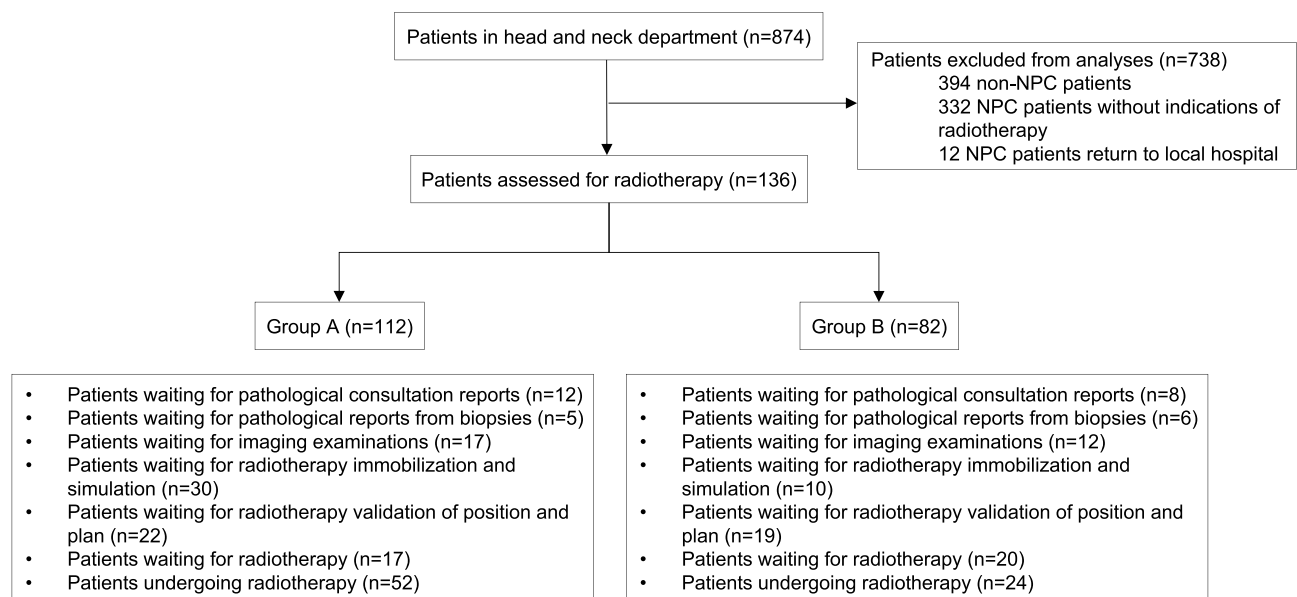 Patients in head and neck department (n=874)
Patients excluded from analyses (n=738)
394 non-NPC patients
332 NPC patients without indications of
radiotherapy
12 NPC patients return to local hospital
Patients assessed for radiotherapy (n=136)
Group A (n=112)
Group B (n=82)
• Patients waiting for pathological consultation reports (n=12)
• Patients waiting for pathological reports from biopsies (n=5)
• Patients waiting for imaging examinations (n=17)
• Patients waiting for radiotherapy immobilization and
simulation (n=30)
• Patients waiting for radiotherapy validation of position and
plan (n=22)
• Patients waiting for radiotherapy (n=17)
• Patients undergoing radiotherapy (n=52)
• Patients waiting for pathological consultation reports (n=8)
• Patients waiting for pathological reports from biopsies (n=6)
• Patients waiting for imaging examinations (n=12)
• Patients waiting for radiotherapy immobilization and
simulation (n=10)
• Patients waiting for radiotherapy validation of position and
plan (n=19)
• Patients waiting for radiotherapy (n=20)
• Patients undergoing radiotherapy (n=24)